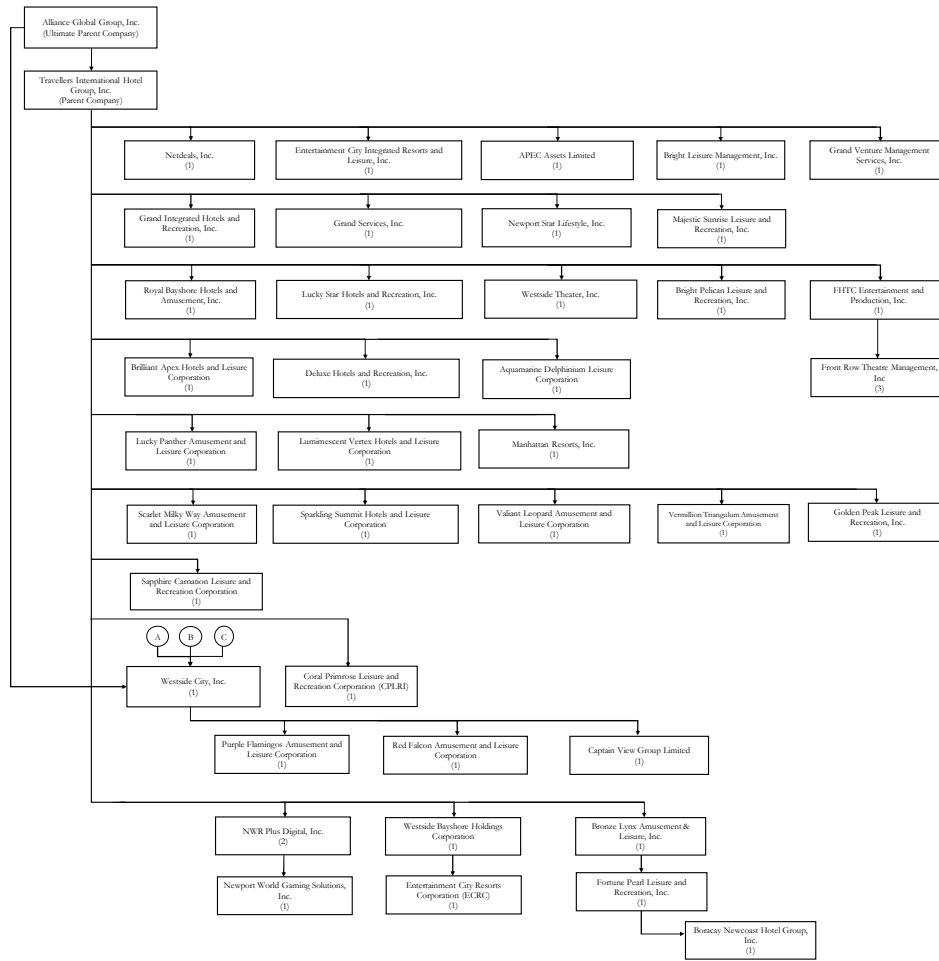 Alliance Global Group, Inc.
(Ultimate Parent Company)
Travellers International Hotel
Group, Inc.
(Parent Company)
Netdeals, Inc.
(1)
Entertainment City Integrated Resorts and
Leisure, Inc.
(1)
APEC Assets Limited
(1)
Bright Leisure Management, Inc.
(1)
Grand Venture Management
Services, Inc.
(1)
Grand Integrated Hotels and
Recreation, Inc.
(1)
Grand Services, Inc.
(1)
Newport Star Lifestyle, Inc.
(1)
Majestic Sunrise Leisure and
Recreation, Inc.
(1)
Royal Bayshore Hotels and
Amusement, Inc.
(1)
Lucky Star Hotels and Recreation, Inc.
(1)
Westside Theater, Inc.
(1)
Bright Pelican Leisure and
Recreation, Inc.
(1)
FHTC Entertainment and
Production, Inc.
(1)
Brilliant Apex Hotels and Leisure
Corporation
(1)
Deluxe Hotels and Recreation, Inc.
(1)
Aquamarine Delphinium Leisure
Corporation
(1)
Front Row Theatre Management,
Inc
(3)
Lucky Panther Amusement and
Leisure Corporation
(1)
Lumimescent Vertex Hotels and Leisure
Corporation
(1)
Manhattan Resorts, Inc.
(1)
Scarlet Milky Way Amusement
and Leisure Corporation
(1)
Sparkling Summit Hotels and Leisure
Corporation
(1)
Valiant Leopard Amusement and
Leisure Corporation
(1)
Vermillion Triangulum Amusement
and Leisure Corporation
(1)
Golden Peak Leisure and
Recreation, Inc.
(1)
Sapphire Carnation Leisure and
Recreation Corporation
(1)
A
B
C
Westside City, Inc.
(1)
Coral Primrose Leisure and
Recreation Corporation (CPLRI)
(1)
Purple Flamingos Amusement and
Leisure Corporation
(1)
Red Falcon Amusement and Leisure
Corporation
(1)
Captain View Group Limited
(1)
NWR Plus Digital, Inc.
(2)
Westside Bayshore Holdings
Corporation
(1)
Bronze Lynx Amusement &
Leisure, Inc.
(1)
Newport World Gaming Solutions,
Inc.
(1)
Entertainment City Resorts
Corporation (ECRC)
(1)
Fortune Pearl Leisure and
Recreation, Inc.
(1)
Boracay Newcoast Hotel Group,
Inc.
(1)